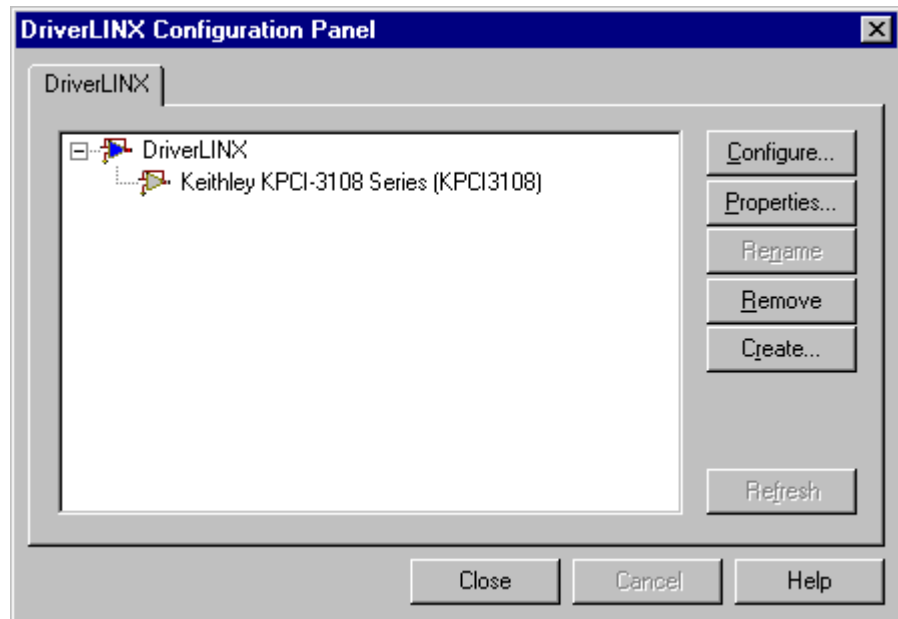 DriverLINX Configuration Panel
DriverLINX
DriverLINX
Keithley KPCI-3108 Series (KPCI3108)
Configure...
Properties...
Rename
Remove
Create...
Refresh
Close
Cancel
Help